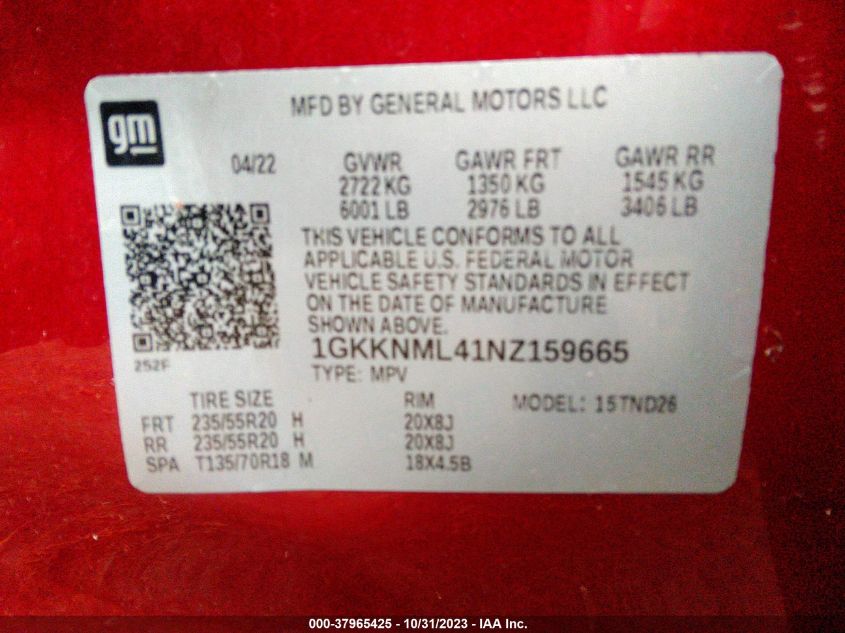 gm
MFD BY GENERAL MOTORS LLC
04/22 GVWR GAWR FRT GAWR RR
2722 KG 1350 KG 1545 KG
6001 LB 2976 LB 3406 LB
THIS VEHICLE CONFORMS TO ALL
APPLICABLE U.S. FEDERAL MOTOR
VEHICLE SAFETY STANDARDS IN EFFECT
ON THE DATE OF MANUFACTURE
SHOWN ABOVE.
252F
1GKKNML41NZ159665
TYPE: MPV
TIRE SIZE RIM MODEL: 15TND26
FRT 235/55R20 H 20X8J
RR 235/55R20 H 20X8J
SPA T135/70R18 M 18X4.5B
000-37965425 - 10/31/2023 - IAA Inc.